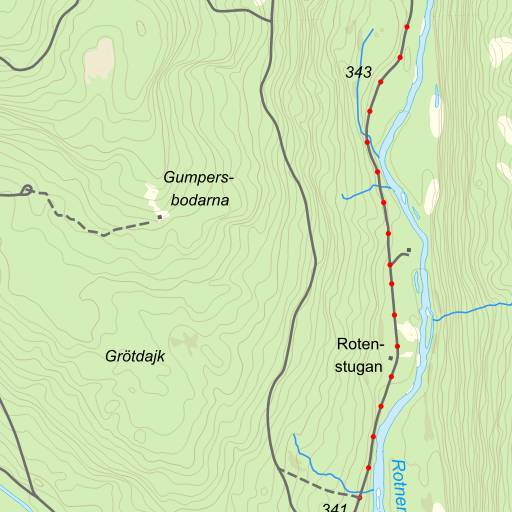 343
Gumpers-
bodarna
Roten-
stugan
Grötdajk
Rotner
341